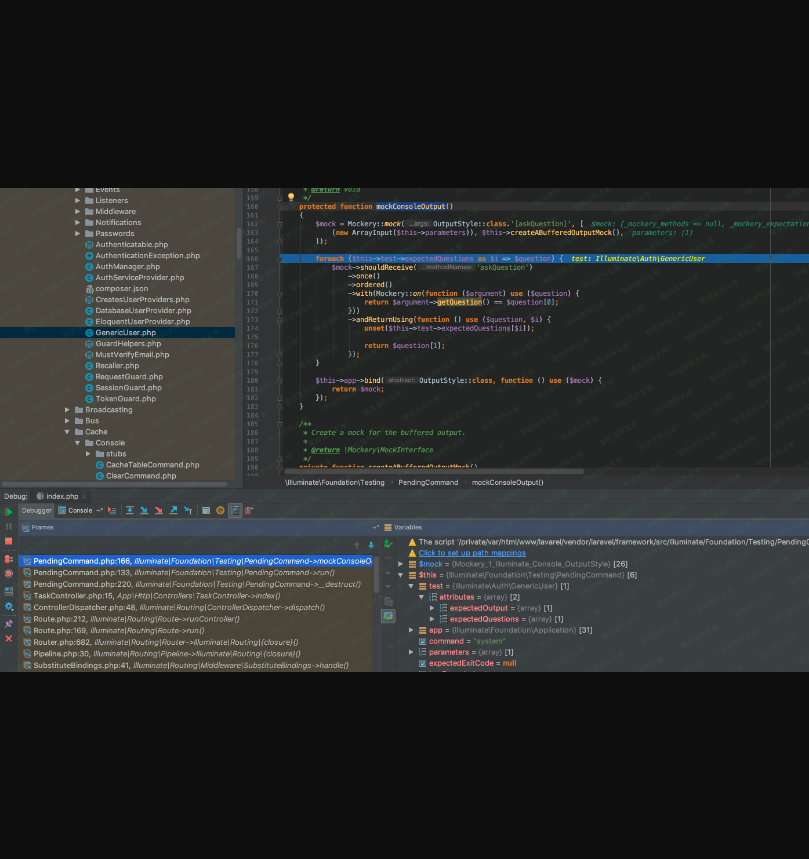 Events
Listeners
Middleware
Notifications
Passwords
Authenticatable.php
AuthenticationException.php
AuthManager.php
AuthServiceProvider.php
composer.json
CreatesUserProviders.php
DatabaseUserProvider.php
EloquentUserProvider.php
GenericUser.php
GuardHelpers.php
MustVerifyEmail.php
Recaller.php
RequestGuard.php
SessionGuard.php
TokenGuard.php
Broadcasting
Bus
Cache
Console
stubs
CacheTableCommand.php
ClearCommand.php
158 * @return void
159 */
160 protected function mockConsoleOutput()
161 {
162 $mock = Mockery::mock( ...args: OutputStyle::class.'[askQuestion]', [ $mock: {_mockery_methods => null, _mockery_expectation
163 (new ArrayInput($this->parameters)), $this->createABufferedOutputMock(), parameters: [1]
164 ]);
165
166 foreach ($this->test->expectedQuestions as $i => $question) { test: Illuminate\Auth\GenericUser
167 $mock->shouldReceive( ...methodNames: 'askQuestion')
168 ->once()
169 ->ordered()
170 ->with(Mockery::on(function ($argument) use ($question) {
171 return $argument->getQuestion() == $question[0];
172 }))
173 ->andReturnUsing(function () use ($question, $i) {
174 unset($this->test->expectedQuestions[$i]);
175
176 return $question[1];
177 });
178 }
179
180 $this->app->bind( abstract: OutputStyle::class, function () use ($mock) {
181 return $mock;
182 });
183 }
184
185 /**
186 * Create a mock for the buffered output.
187 *
188 * @return \Mockery\MockInterface
189 */
190 private function createABufferedOutputMock()
\Illuminate\Foundation\Testing › PendingCommand › mockConsoleOutput()
Debug: index.php ×
Debugger Console
Frames
PendingCommand.php:166, Illuminate\Foundation\Testing\PendingCommand->mockConsoleO
PendingCommand.php:133, Illuminate\Foundation\Testing\PendingCommand->run()
PendingCommand.php:220, Illuminate\Foundation\Testing\PendingCommand->__destruct()
TaskController.php:15, App\Http\Controllers\TaskController->index()
ControllerDispatcher.php:48, Illuminate\Routing\ControllerDispatcher->dispatch()
Route.php:212, Illuminate\Routing\Route->runController()
Route.php:169, Illuminate\Routing\Route->run()
Router.php:682, Illuminate\Routing\Router->Illuminate\Routing\{closure}()
Pipeline.php:30, Illuminate\Routing\Pipeline->Illuminate\Routing\{closure}()
SubstituteBindings.php:41, Illuminate\Routing\Middleware\SubstituteBindings->handle()
Variables
The script '/private/var/html/www/lavarel/vendor/laravel/framework/src/Illuminate/Foundation/Testing/PendingC
Click to set up path mappings
$mock = {Mockery_1_Illuminate_Console_OutputStyle} [26]
$this = {Illuminate\Foundation\Testing\PendingCommand} [6]
test = {Illuminate\Auth\GenericUser} [1]
attributes = {array} [2]
expectedOutput = {array} [1]
expectedQuestions = {array} [1]
app = {Illuminate\Foundation\Application} [31]
command = "system"
parameters = {array} [1]
expectedExitCode = null